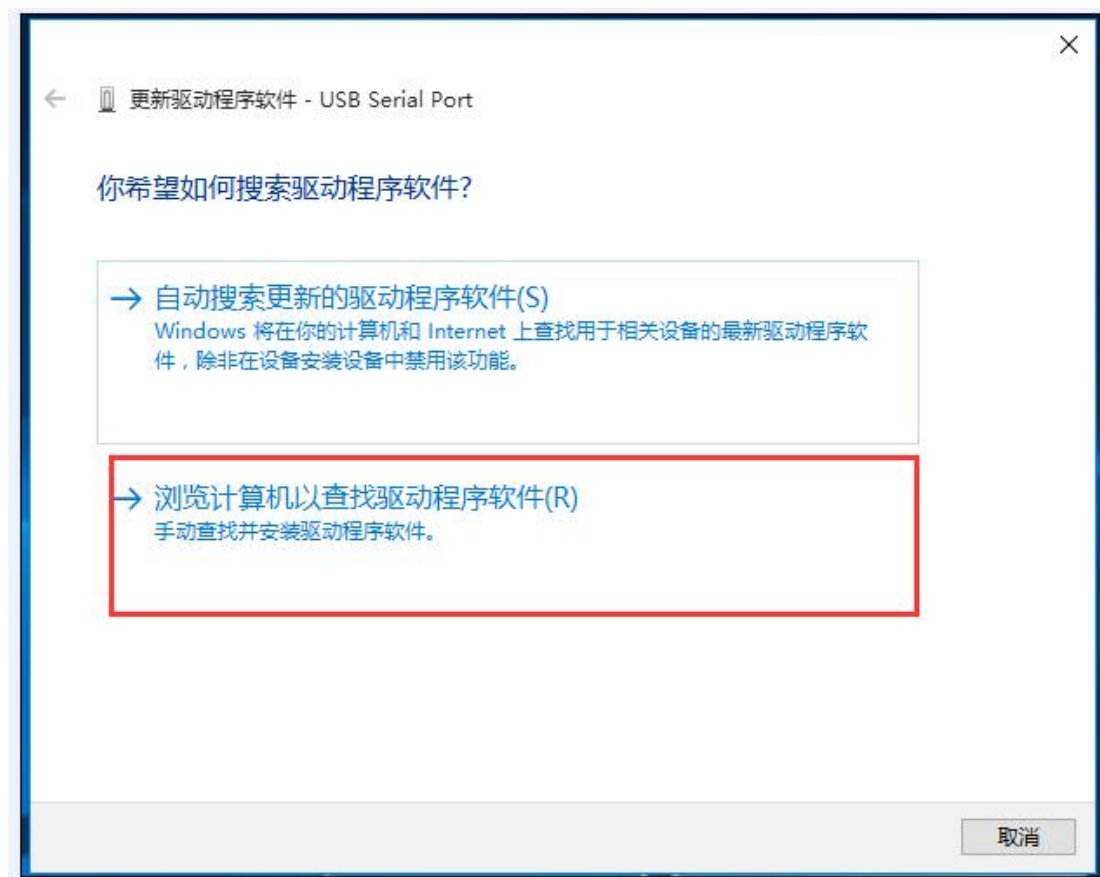 更新驱动程序软件 - USB Serial Port
你希望如何搜索驱动程序软件?
自动搜索更新的驱动程序软件(S)
Windows 将在你的计算机和 Internet 上查找用于相关设备的最新驱动程序软
件，除非在设备安装设备中禁用该功能。
浏览计算机以查找驱动程序软件(R)
手动查找并安装驱动程序软件。
取消